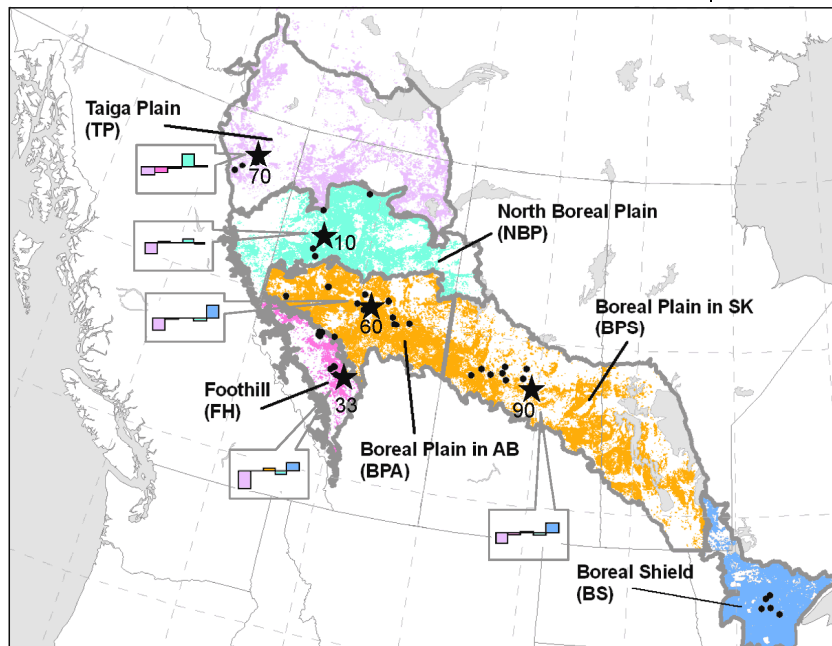 Taiga Plain
(TP)
70
North Boreal Plain
(NBP)
10
Boreal Plain in SK
(BPS)
60
Foothill
(FH)
33
90
Boreal Plain in AB
(BPA)
Boreal Shield
(BS)